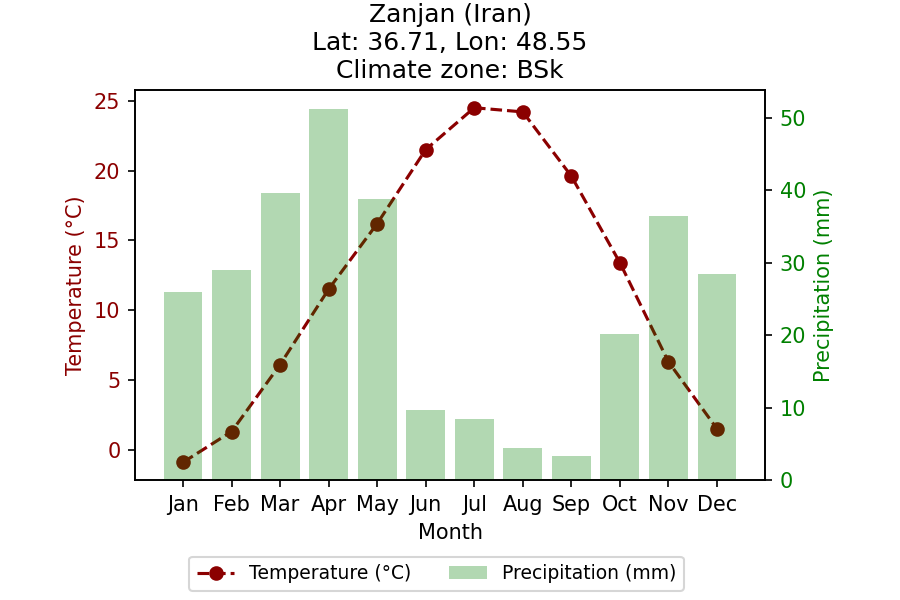 Zanjan (Iran)
Lat: 36.71, Lon: 48.55
Climate zone: BSk
25
20
15
10
5
0
Temperature (°C)
50
40
30
20
10
0
Precipitation (mm)
Jan Feb Mar Apr May Jun Jul Aug Sep Oct Nov Dec
Month
Temperature (°C) Precipitation (mm)